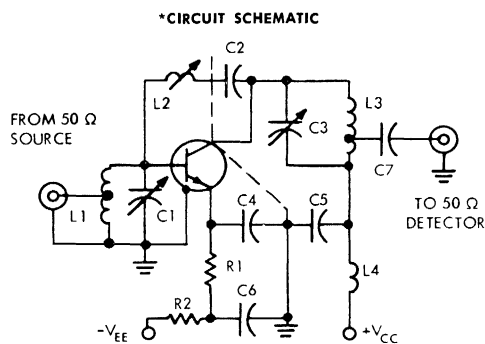 *CIRCUIT SCHEMATIC
C2
L2
FROM 50 Ω
SOURCE
C3
L3
C7
L1
C1
C4
C5
TO 50 Ω
DETECTOR
R1
L4
C6
R2
-VEE
+VCC